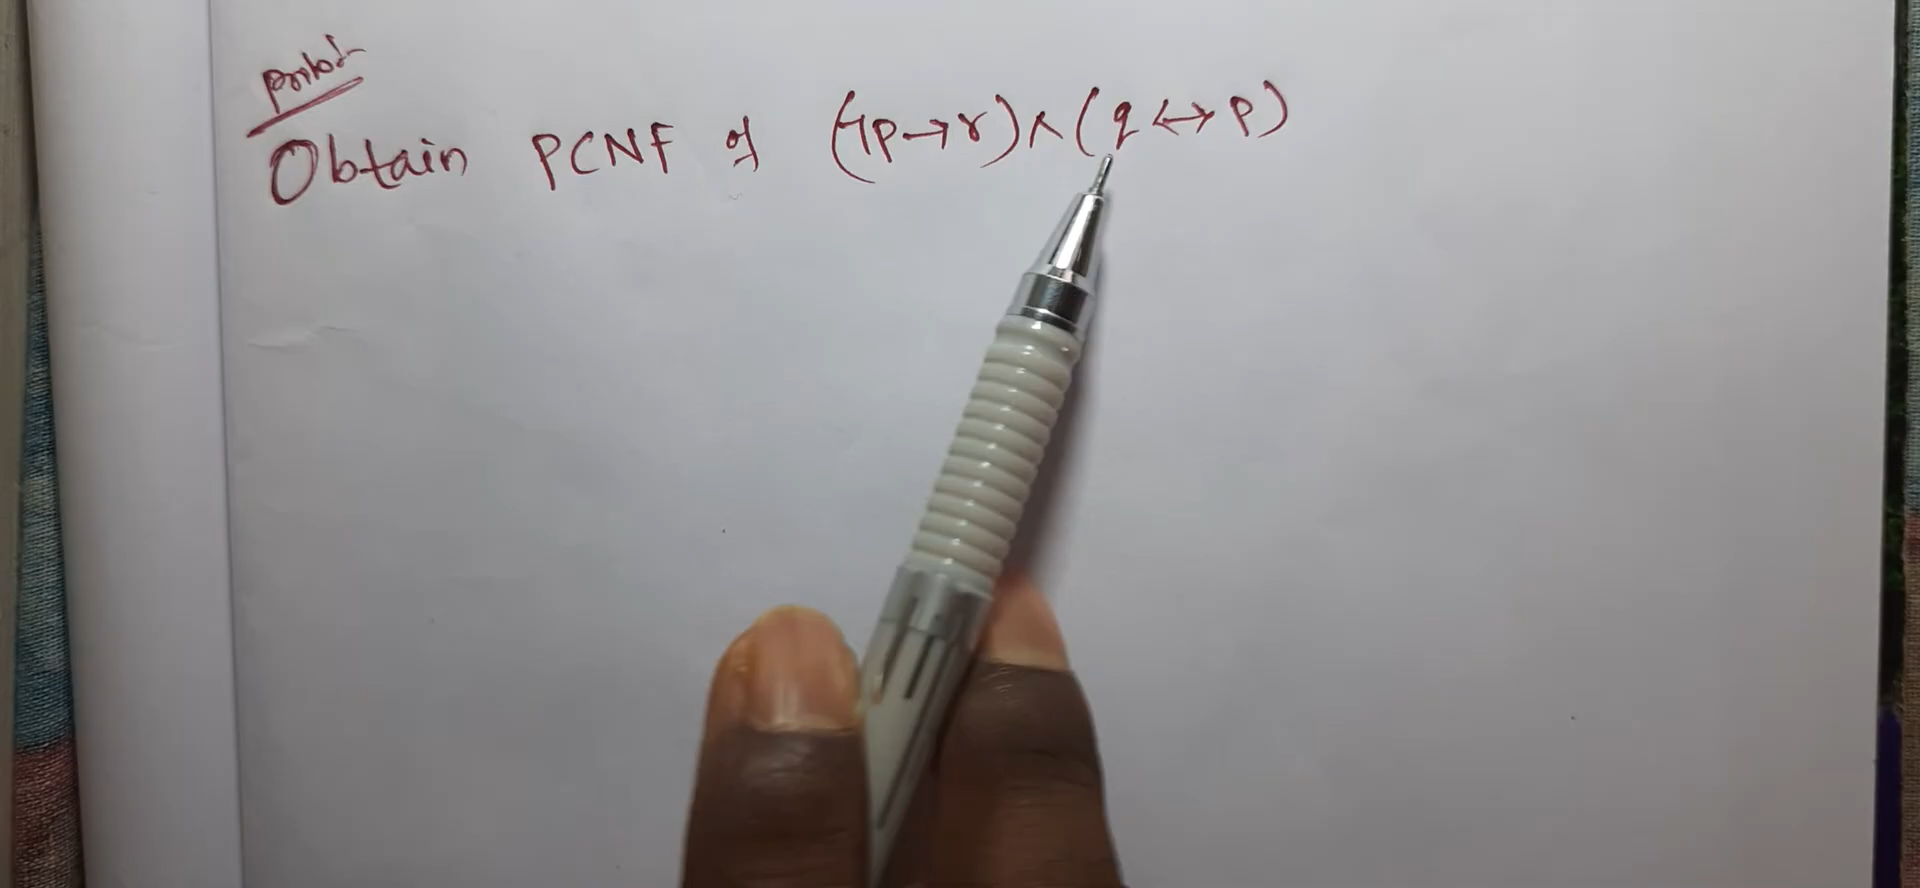 Obtain PCNF of (¬p→r)∧(q↔p)